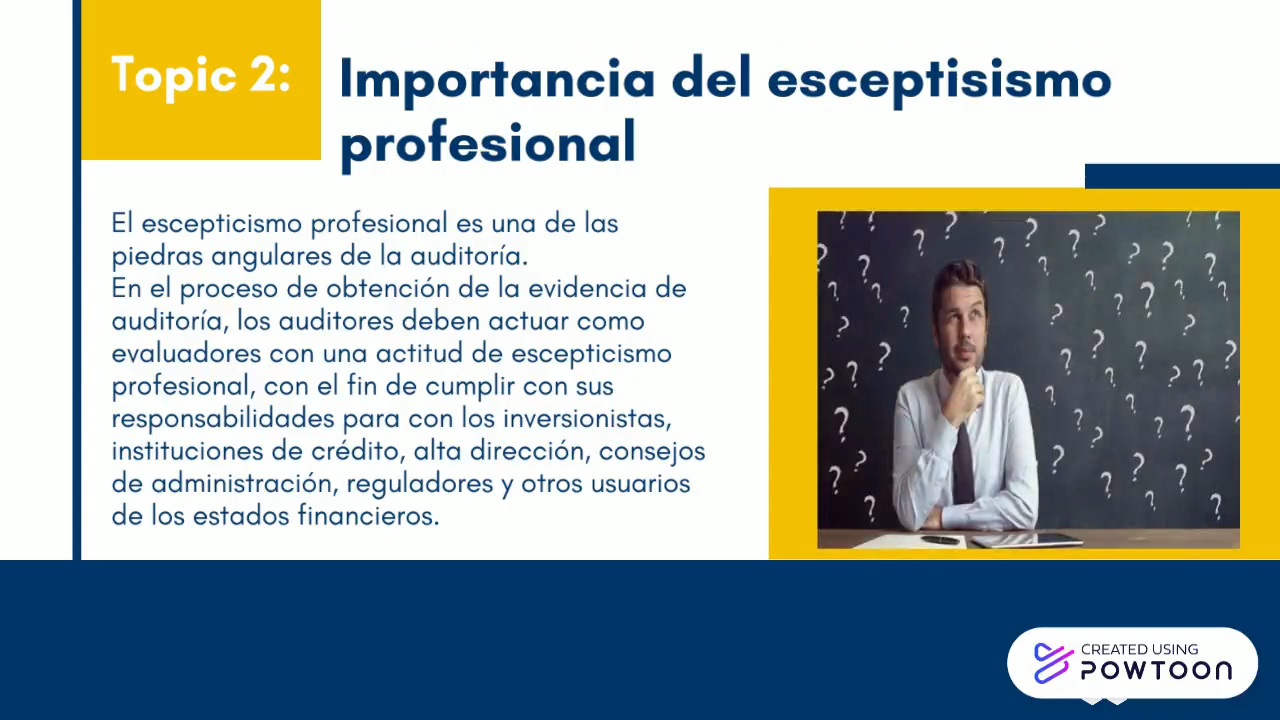 Topic 2:
Importancia del esceptisismo
profesional
El escepticismo profesional es una de las
piedras angulares de la auditoría.
En el proceso de obtención de la evidencia de
auditoría, los auditores deben actuar como
evaluadores con una actitud de escepticismo
profesional, con el fin de cumplir con sus
responsabilidades para con los inversionistas,
instituciones de crédito, alta dirección, consejos
de administración, reguladores y otros usuarios
de los estados financieros.
CREATED USING
POWTOON